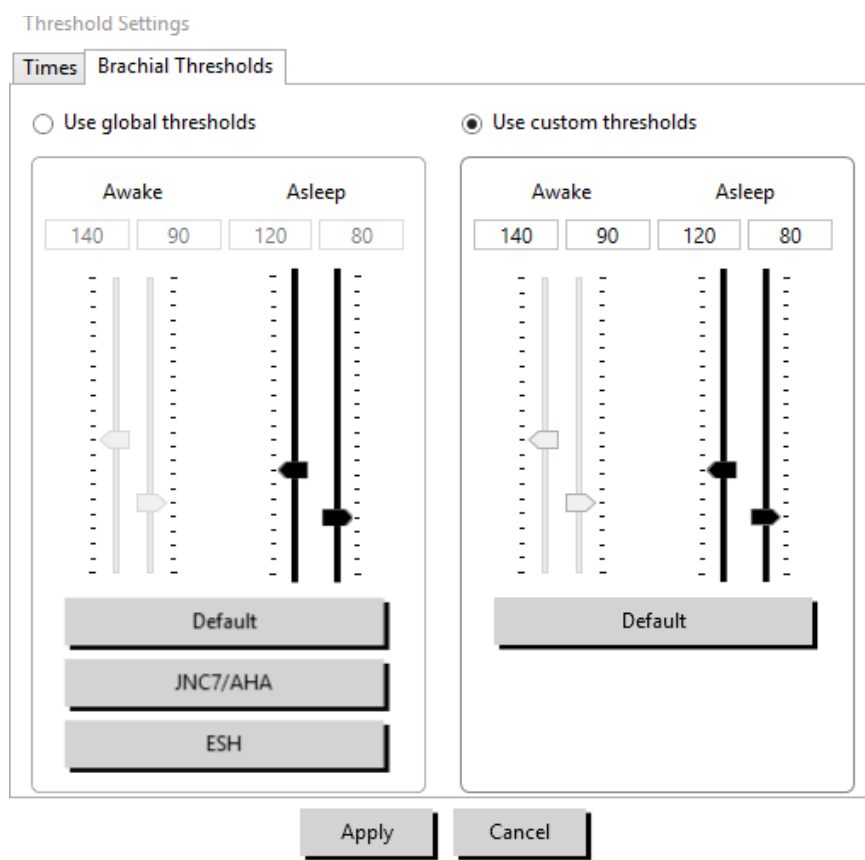 Threshold Settings
Times Brachial Thresholds
Use global thresholds
Awake Asleep
140 90 120 80
Default
JNC7/AHA
ESH
Use custom thresholds
Awake Asleep
140 90 120 80
Default
Apply Cancel